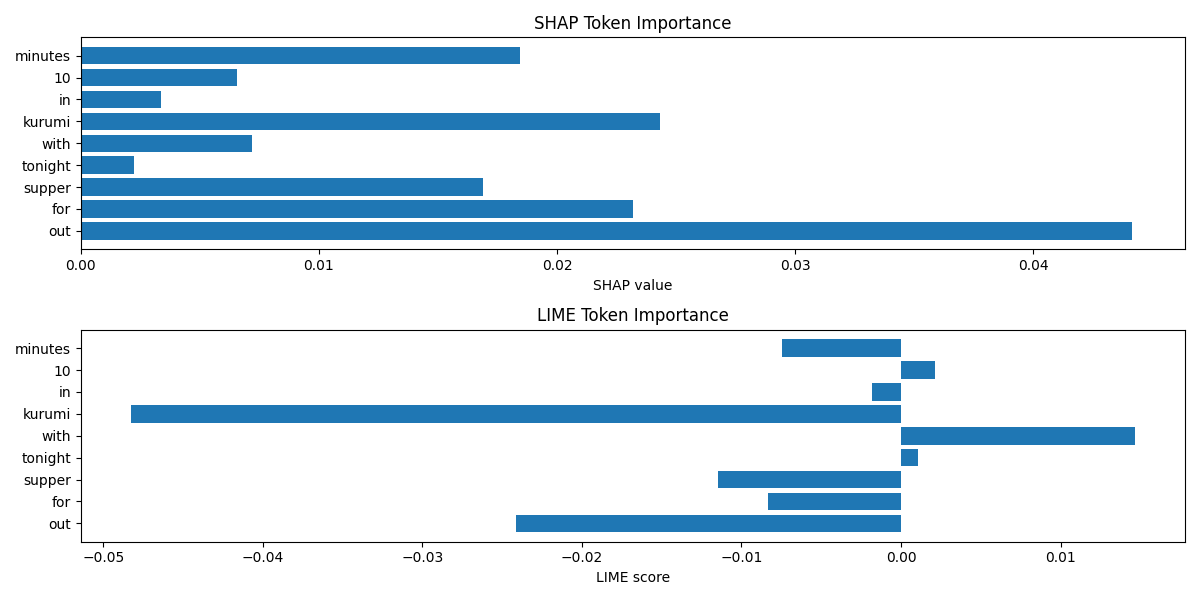 SHAP Token Importance
minutes
10
in
kurumi
with
tonight
supper
for
out
0.00 0.01 0.02 0.03 0.04
SHAP value
LIME Token Importance
minutes
10
in
kurumi
with
tonight
supper
for
out
−0.05 −0.04 −0.03 −0.02 −0.01 0.00 0.01
LIME score